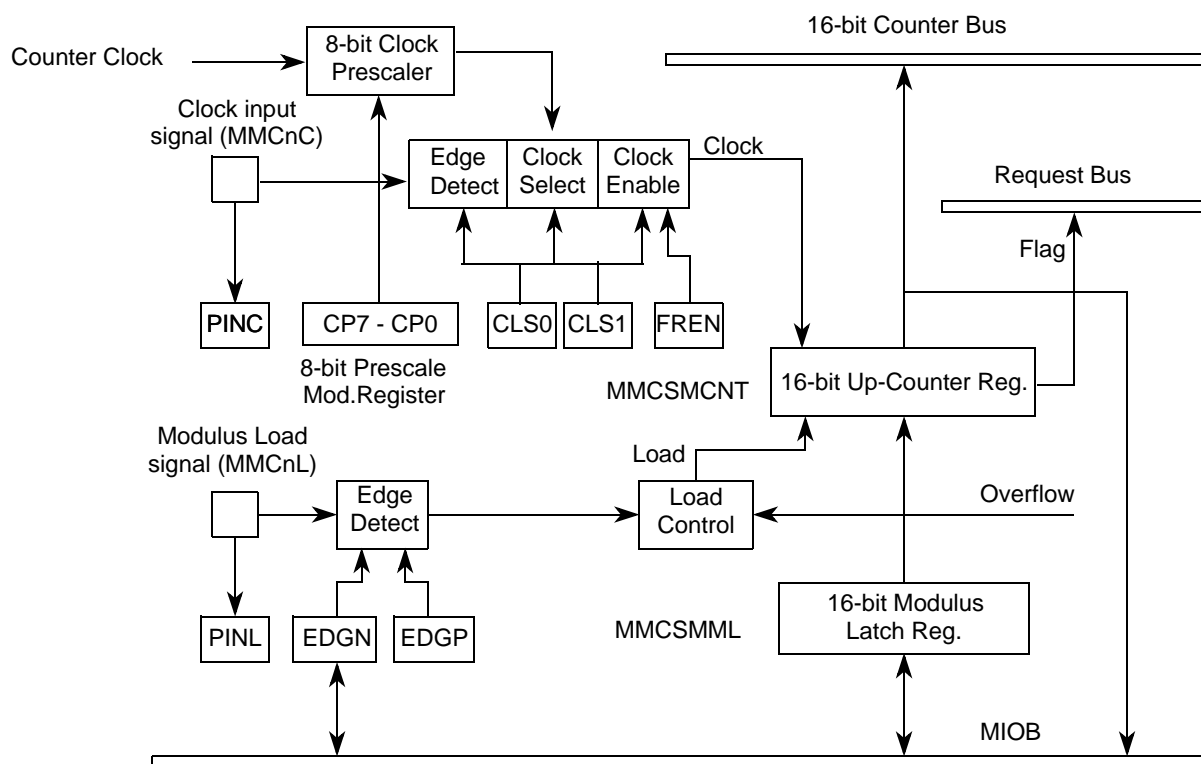 16-bit Counter Bus
Counter Clock
8-bit Clock
Prescaler
Clock input
signal (MMCnC)
Edge
Detect
Clock
Select
Clock
Enable
Clock
Request Bus
Flag
PINC
CP7 - CP0
CLS0
CLS1
FREN
8-bit Prescale
Mod.Register
MMCSMCNT
16-bit Up-Counter Reg.
Modulus Load
signal (MMCnL)
Load
Edge
Detect
Load
Control
Overflow
16-bit Modulus
Latch Reg.
MMCSMML
PINL
EDGN
EDGP
MIOB